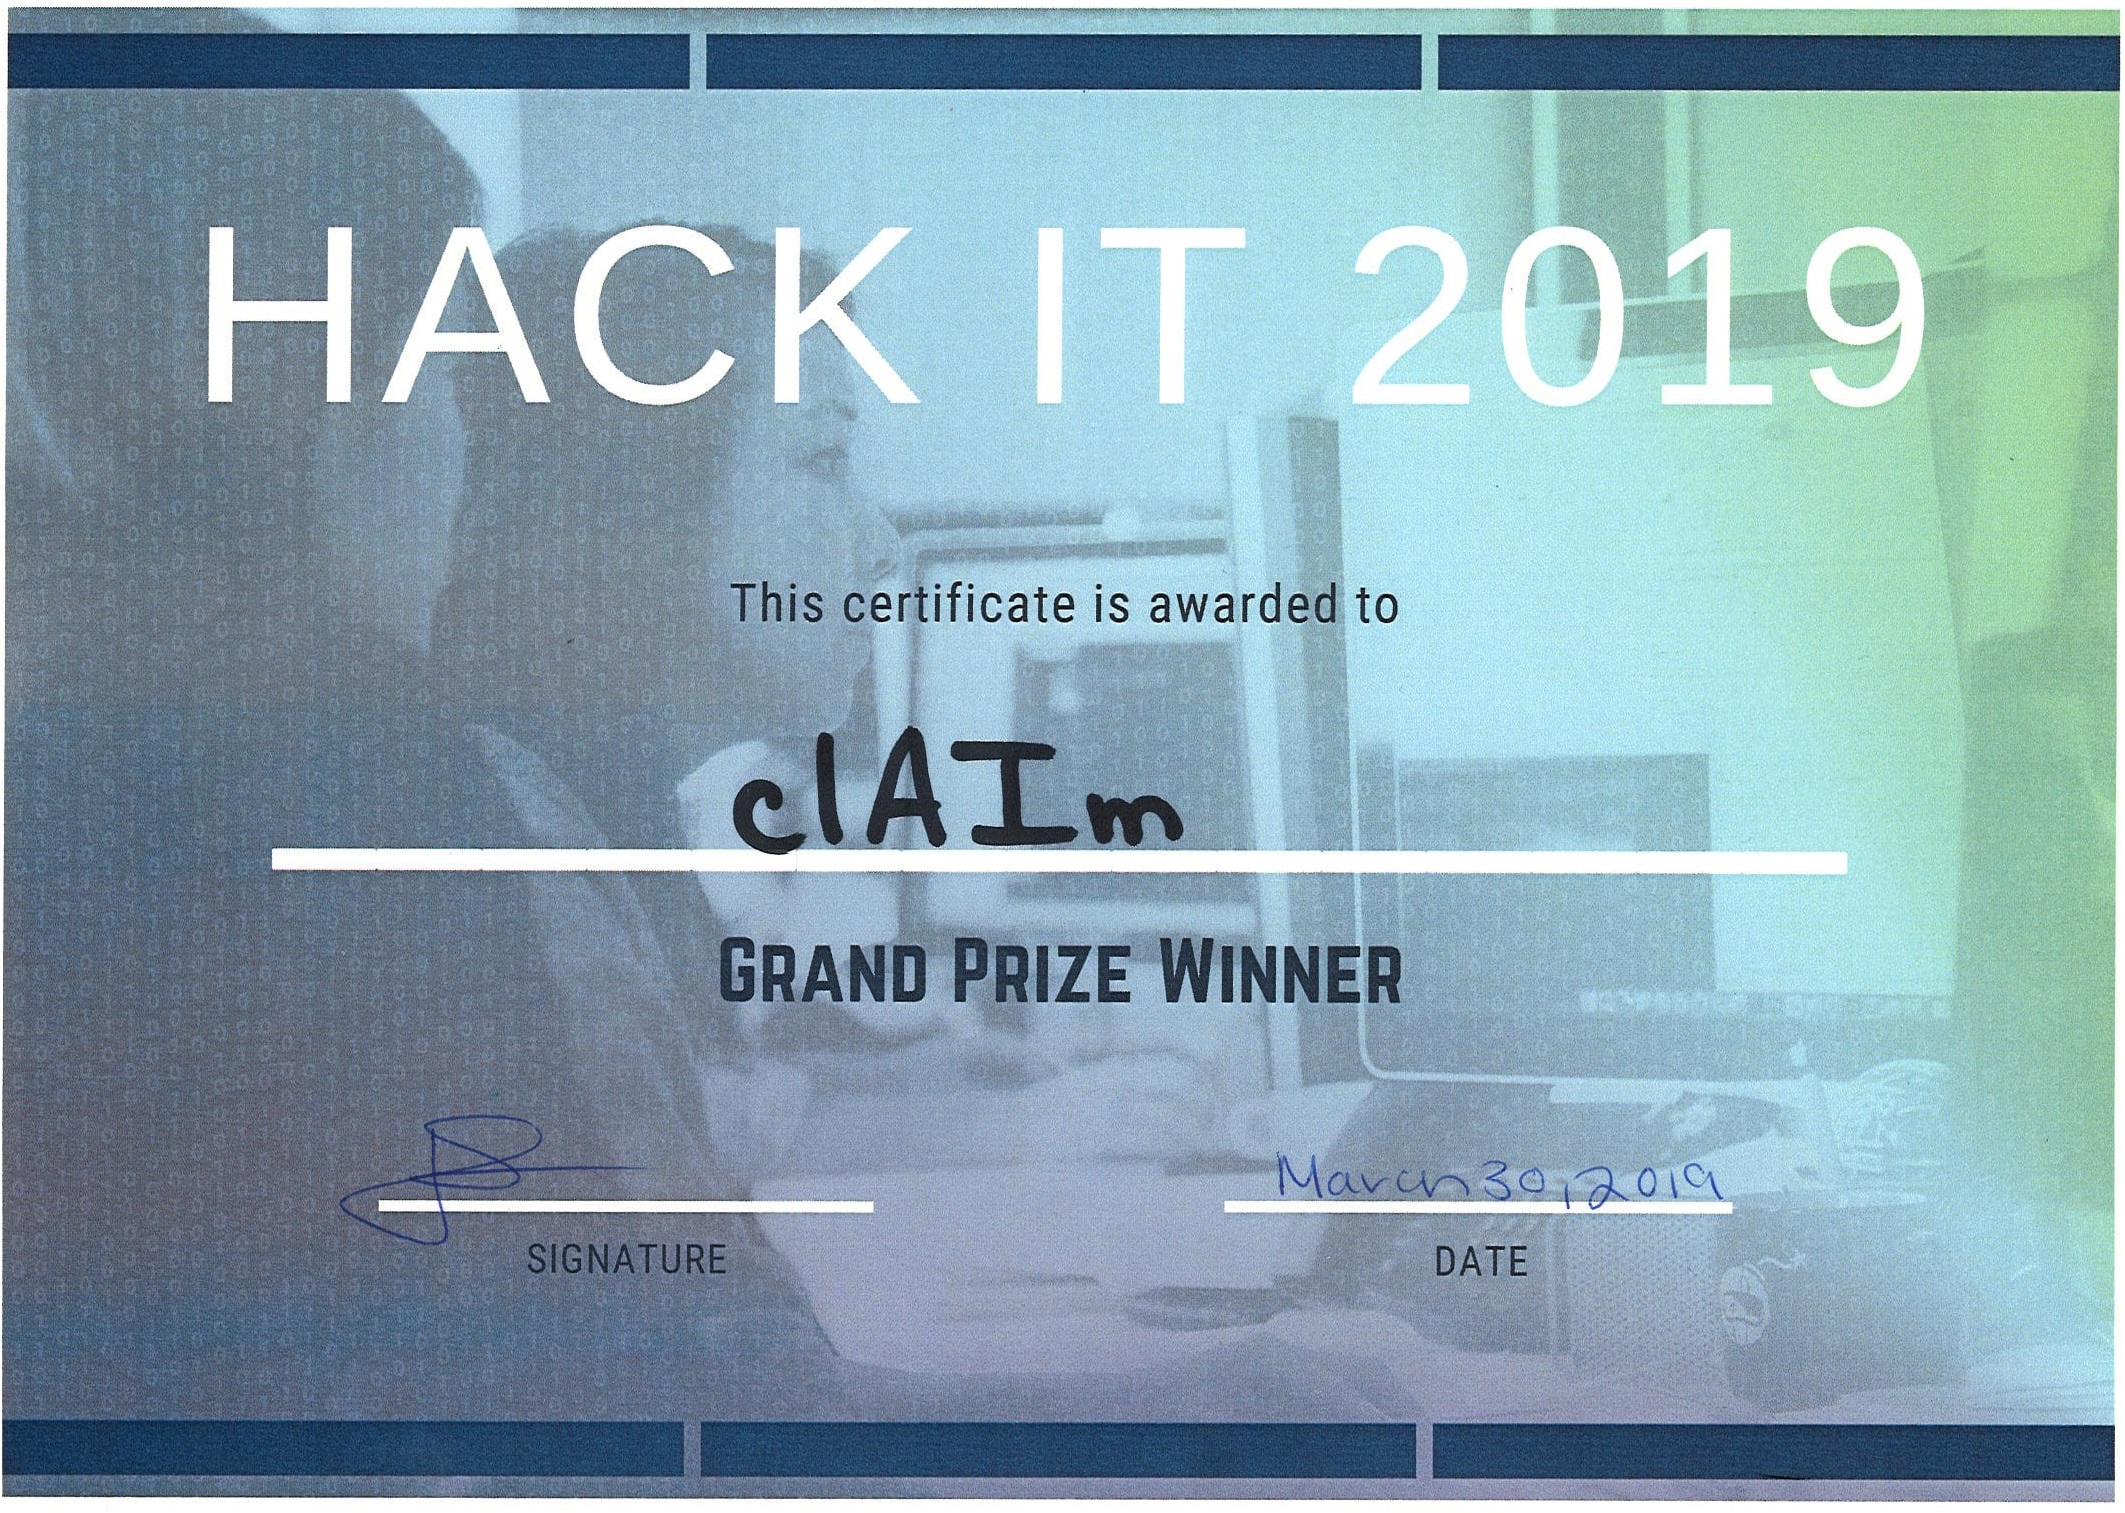 HACK IT 2019
This certificate is awarded to
clAIm
GRAND PRIZE WINNER
March 30, 2019
SIGNATURE
DATE